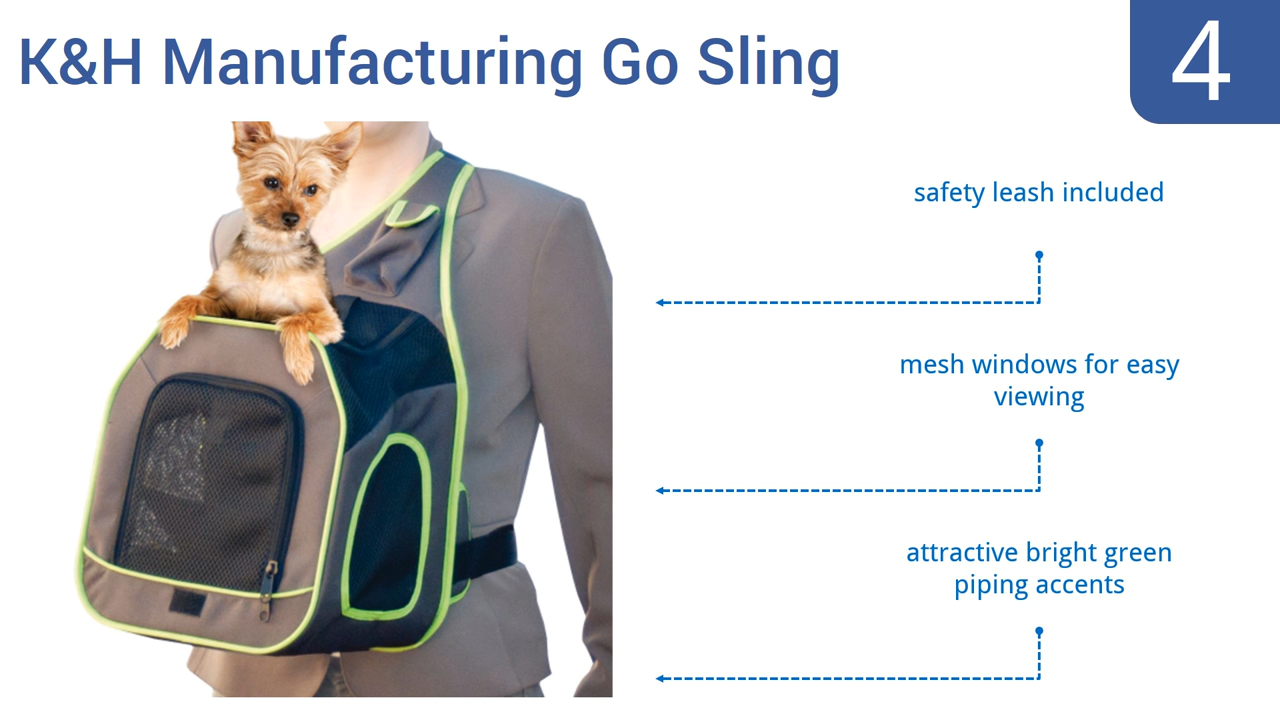 K&H Manufacturing Go Sling
4
safety leash included
mesh windows for easy
viewing
attractive bright green
piping accents